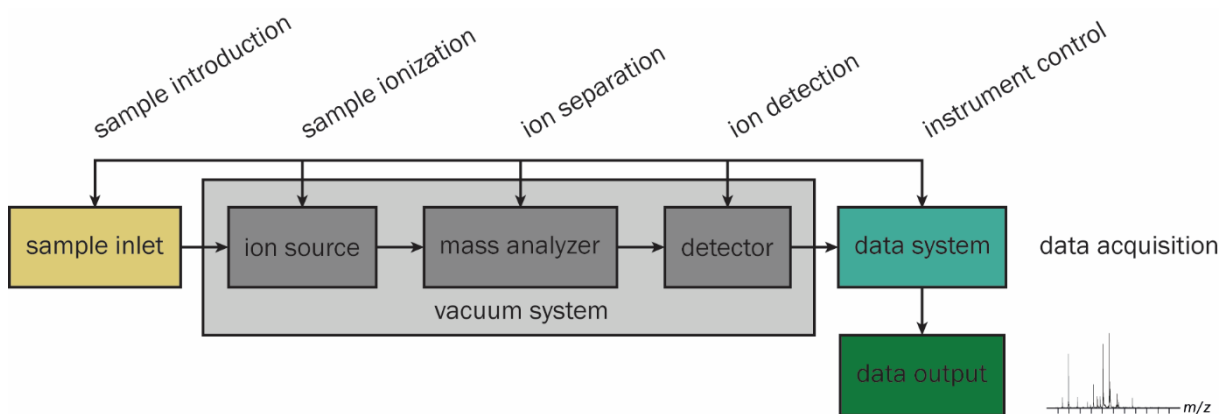 sample introduction
sample ionization
ion separation
ion detection
instrument control
sample inlet
ion source
mass analyzer
detector
data system
data acquisition
vacuum system
data output
m/z